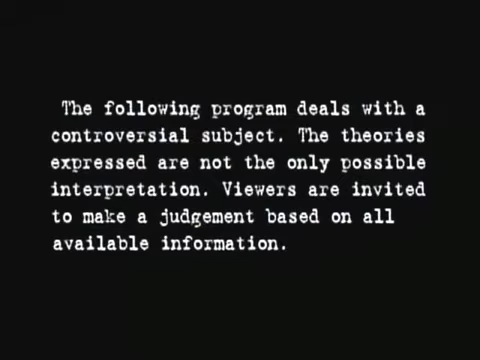 The following program deals with a
controversial subject. The theories
expressed are not the only possible
interpretation. Viewers are invited
to make a judgement based on all
available information.